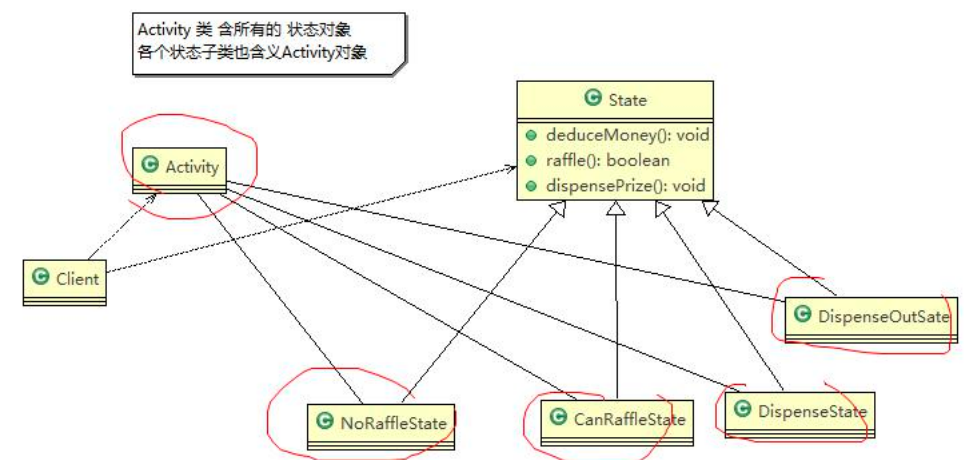 Activity 类 含所有的 状态对象
各个状态子类也含义Activity对象
C State
deduceMoney(): void
raffle(): boolean
dispensePrize(): void
C Activity
C Client
C DispenseOutSate
C NoRaffleState
C CanRaffleState
C DispenseState